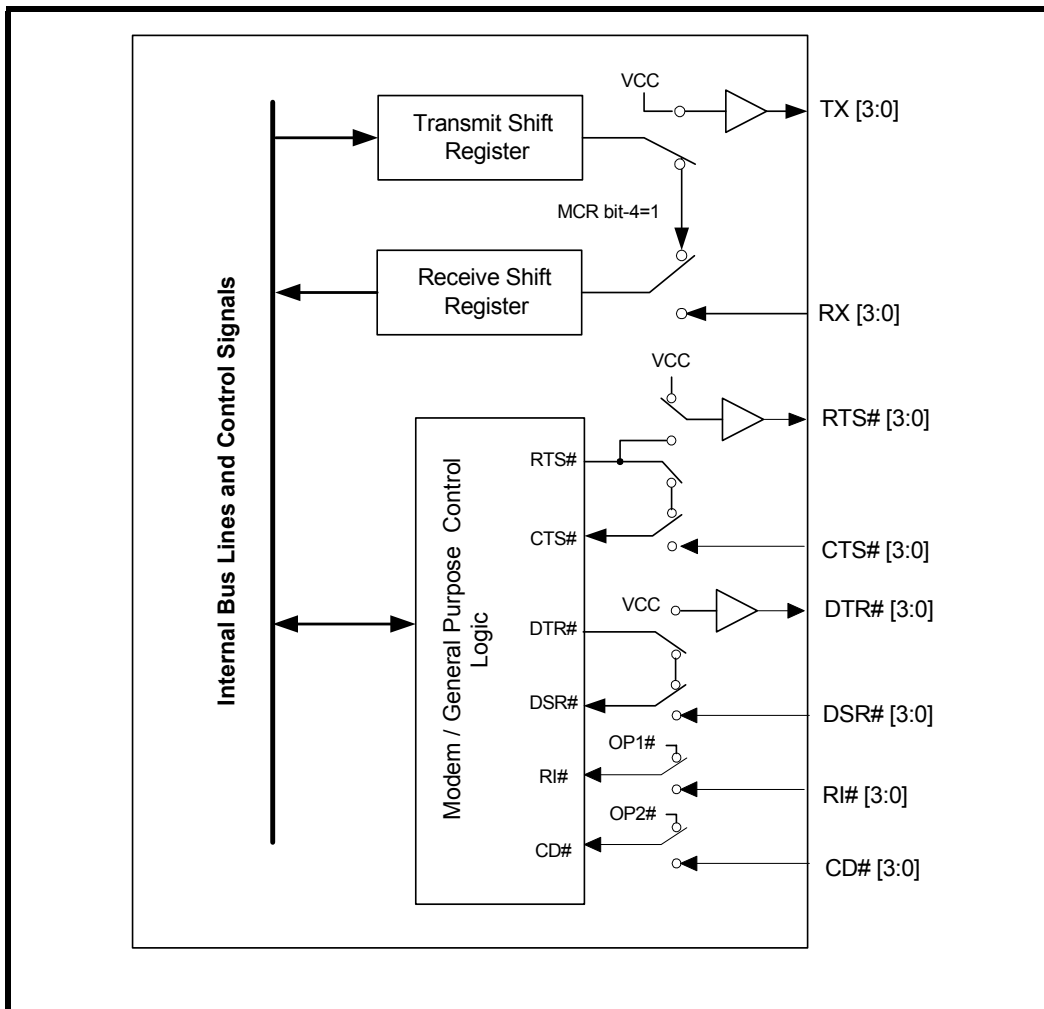 VCC
TX [3:0]
Transmit Shift
Register
MCR bit-4=1
Receive Shift
Register
RX [3:0]
Internal Bus Lines and Control Signals
VCC
RTS# [3:0]
Modem / General Purpose Control
Logic
RTS#
CTS#
CTS# [3:0]
VCC
DTR# [3:0]
DTR#
DSR#
DSR# [3:0]
OP1#
RI#
RI# [3:0]
OP2#
CD#
CD# [3:0]